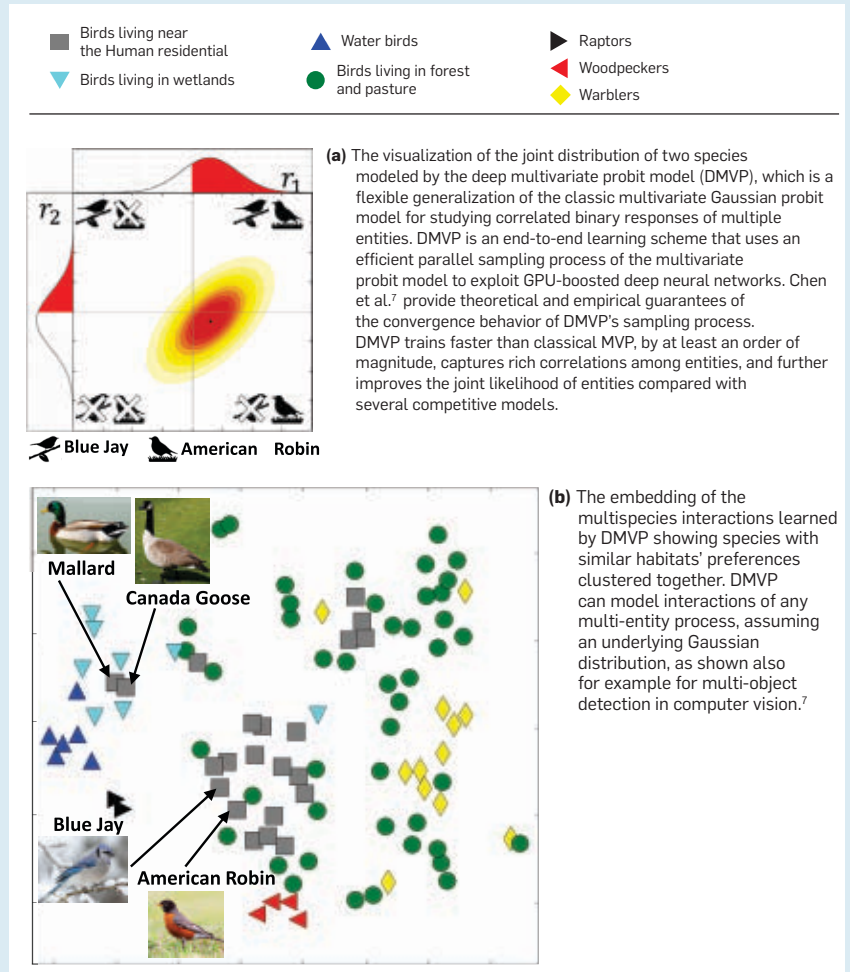 Birds living near
the Human residential
Birds living in wetlands
Water birds
Birds living in forest
and pasture
Raptors
Woodpeckers
Warblers
r₁
r₂
Blue Jay American Robin
(a) The visualization of the joint distribution of two species
modeled by the deep multivariate probit model (DMVP), which is a
flexible generalization of the classic multivariate Gaussian probit
model for studying correlated binary responses of multiple
entities. DMVP is an end-to-end learning scheme that uses an
efficient parallel sampling process of the multivariate
probit model to exploit GPU-boosted deep neural networks. Chen
et al.⁷ provide theoretical and empirical guarantees of
the convergence behavior of DMVP's sampling process.
DMVP trains faster than classical MVP, by at least an order of
magnitude, captures rich correlations among entities, and further
improves the joint likelihood of entities compared with
several competitive models.
Mallard
Canada Goose
Blue Jay
American Robin
(b) The embedding of the
multispecies interactions learned
by DMVP showing species with
similar habitats' preferences
clustered together. DMVP
can model interactions of any
multi-entity process, assuming
an underlying Gaussian
distribution, as shown also
for example for multi-object
detection in computer vision.⁷